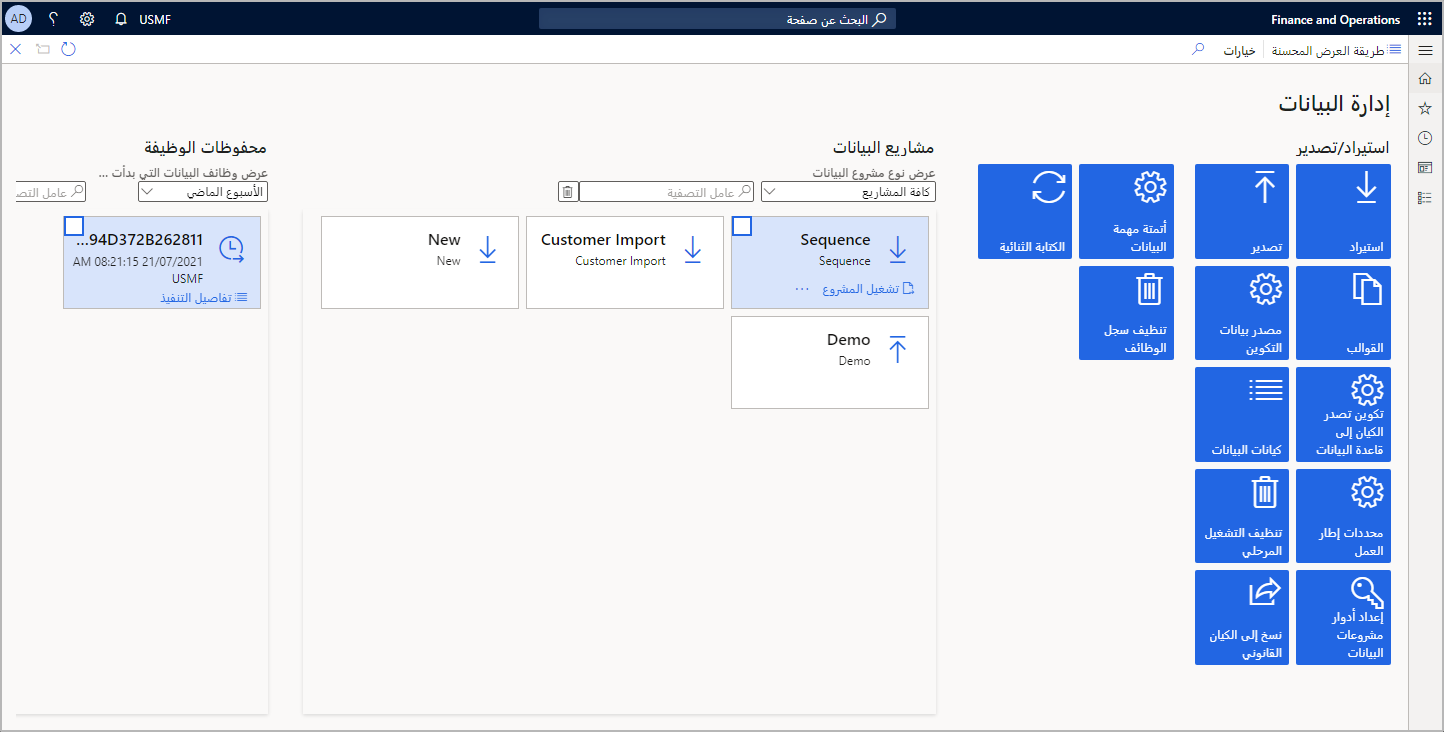 Finance and Operations
البحث عن صفحة
USMF
AD
طريقة العرض المحسنة
خيارات
إدارة البيانات
استيراد/تصدير
استيراد
تصدير
أتمتة مهمة
البيانات
الكتابة الثنائية
القوالب
مصدر بيانات
التكوين
تنظيف سجل
الوظائف
تكوين تصدر
الكيان إلى
قاعدة البيانات
كيانات البيانات
محددات إطار
العمل
تنظيف التشغيل
المرحلي
إعداد أدوار
مشروعات
البيانات
نسخ إلى الكيان
القانوني
مشاريع البيانات
عرض نوع مشروع البيانات
كافة المشاريع
عامل التصفية
Sequence
Sequence
تشغيل المشروع
...
Customer Import
Customer Import
New
New
Demo
Demo
محفوظات الوظيفة
عرض وظائف البيانات التي بدأت ...
الأسبوع الماضي
عامل التصف
94D372B262811...
21/07/2021 08:21:15 AM
USMF
تفاصيل التنفيذ